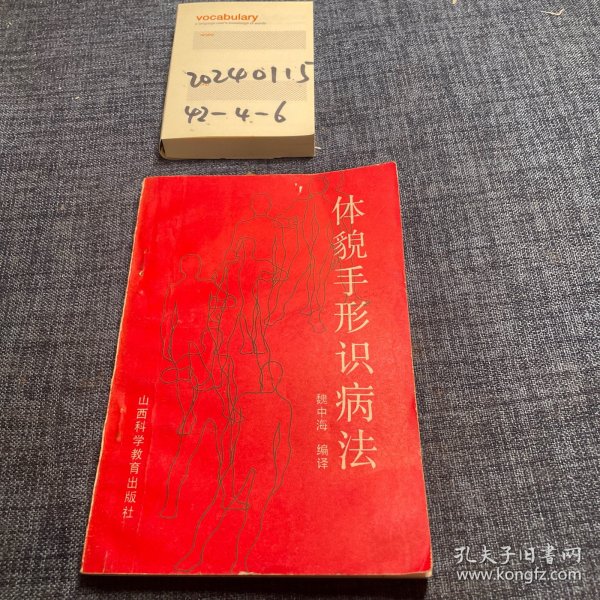 vocabulary
20240115
42-4-6
体貌手形识病法
魏中海 编译
山西科学教育出版社
孔夫子旧书网
www.kongfz.com